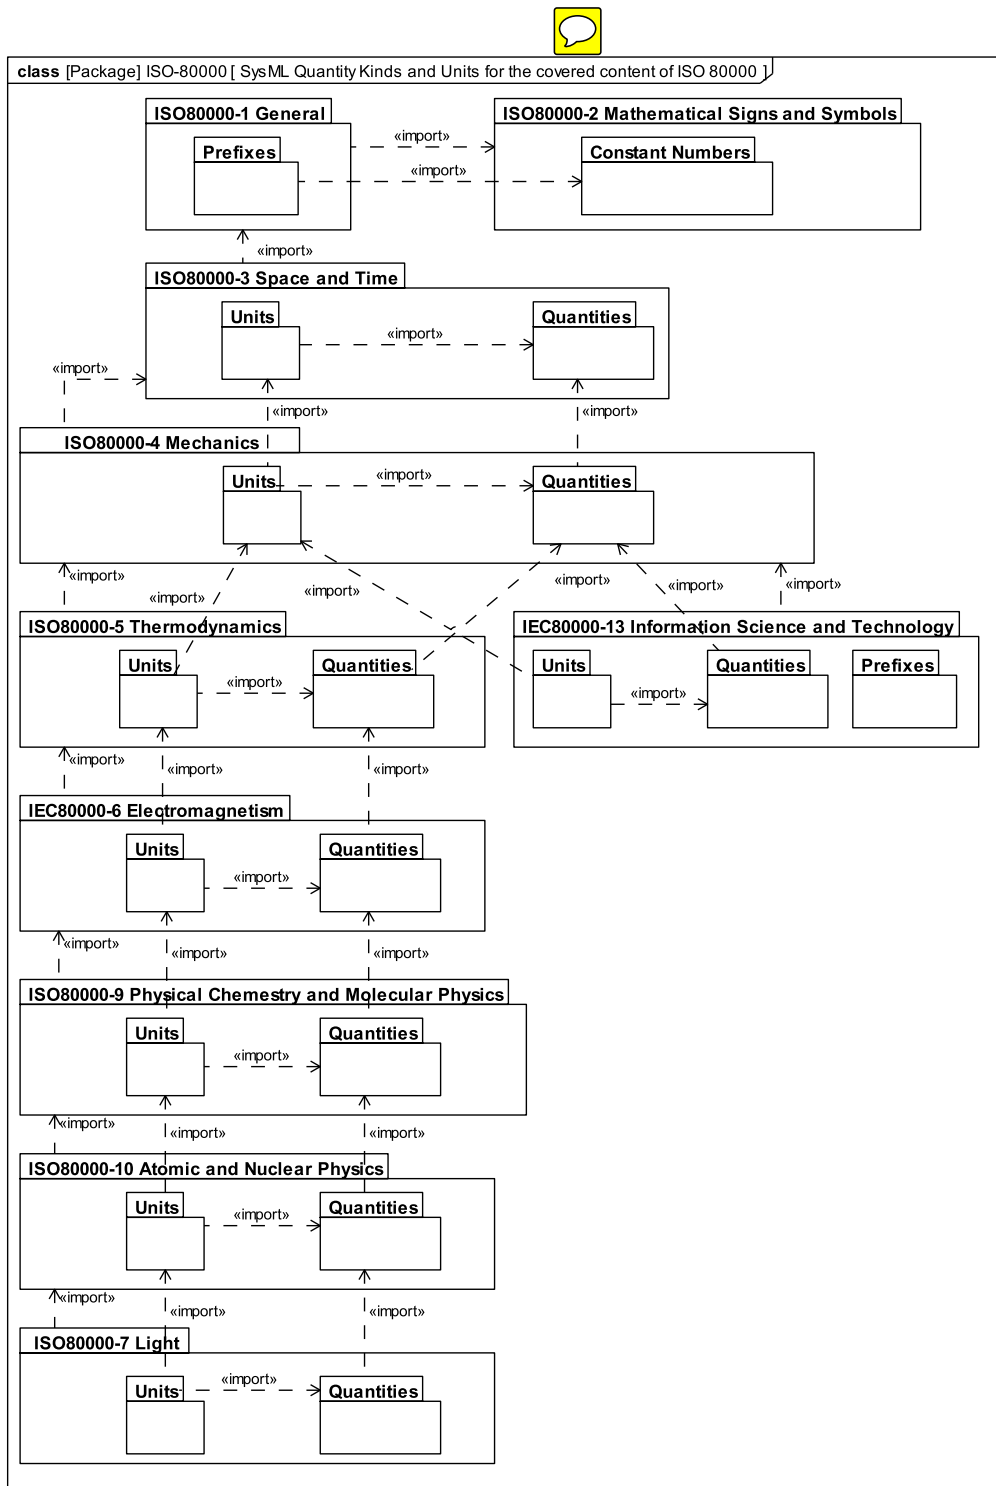 class [Package] ISO-80000 [ SysML Quantity Kinds and Units for the covered content of ISO 80000 ]
ISO80000-1 General
ISO80000-2 Mathematical Signs and Symbols
«import»
Prefixes
Constant Numbers
«import»
«import»
ISO80000-3 Space and Time
Units
Quantities
«import»
«import»
«import»
«import»
ISO80000-4 Mechanics
Units
«import»
Quantities
«import»
«import»
«import»
«import»
«import»
«import»
ISO80000-5 Thermodynamics
IEC80000-13 Information Science and Technology
Units
Quantities
Units
Quantities
Prefixes
«import»
«import»
«import»
«import»
«import»
IEC80000-6 Electromagnetism
Units
Quantities
«import»
«import»
«import»
«import»
ISO80000-9 Physical Chemestry and Molecular Physics
Units
Quantities
«import»
«import»
«import»
«import»
ISO80000-10 Atomic and Nuclear Physics
Units
Quantities
«import»
«import»
«import»
«import»
ISO80000-7 Light
Units
«import»
Quantities